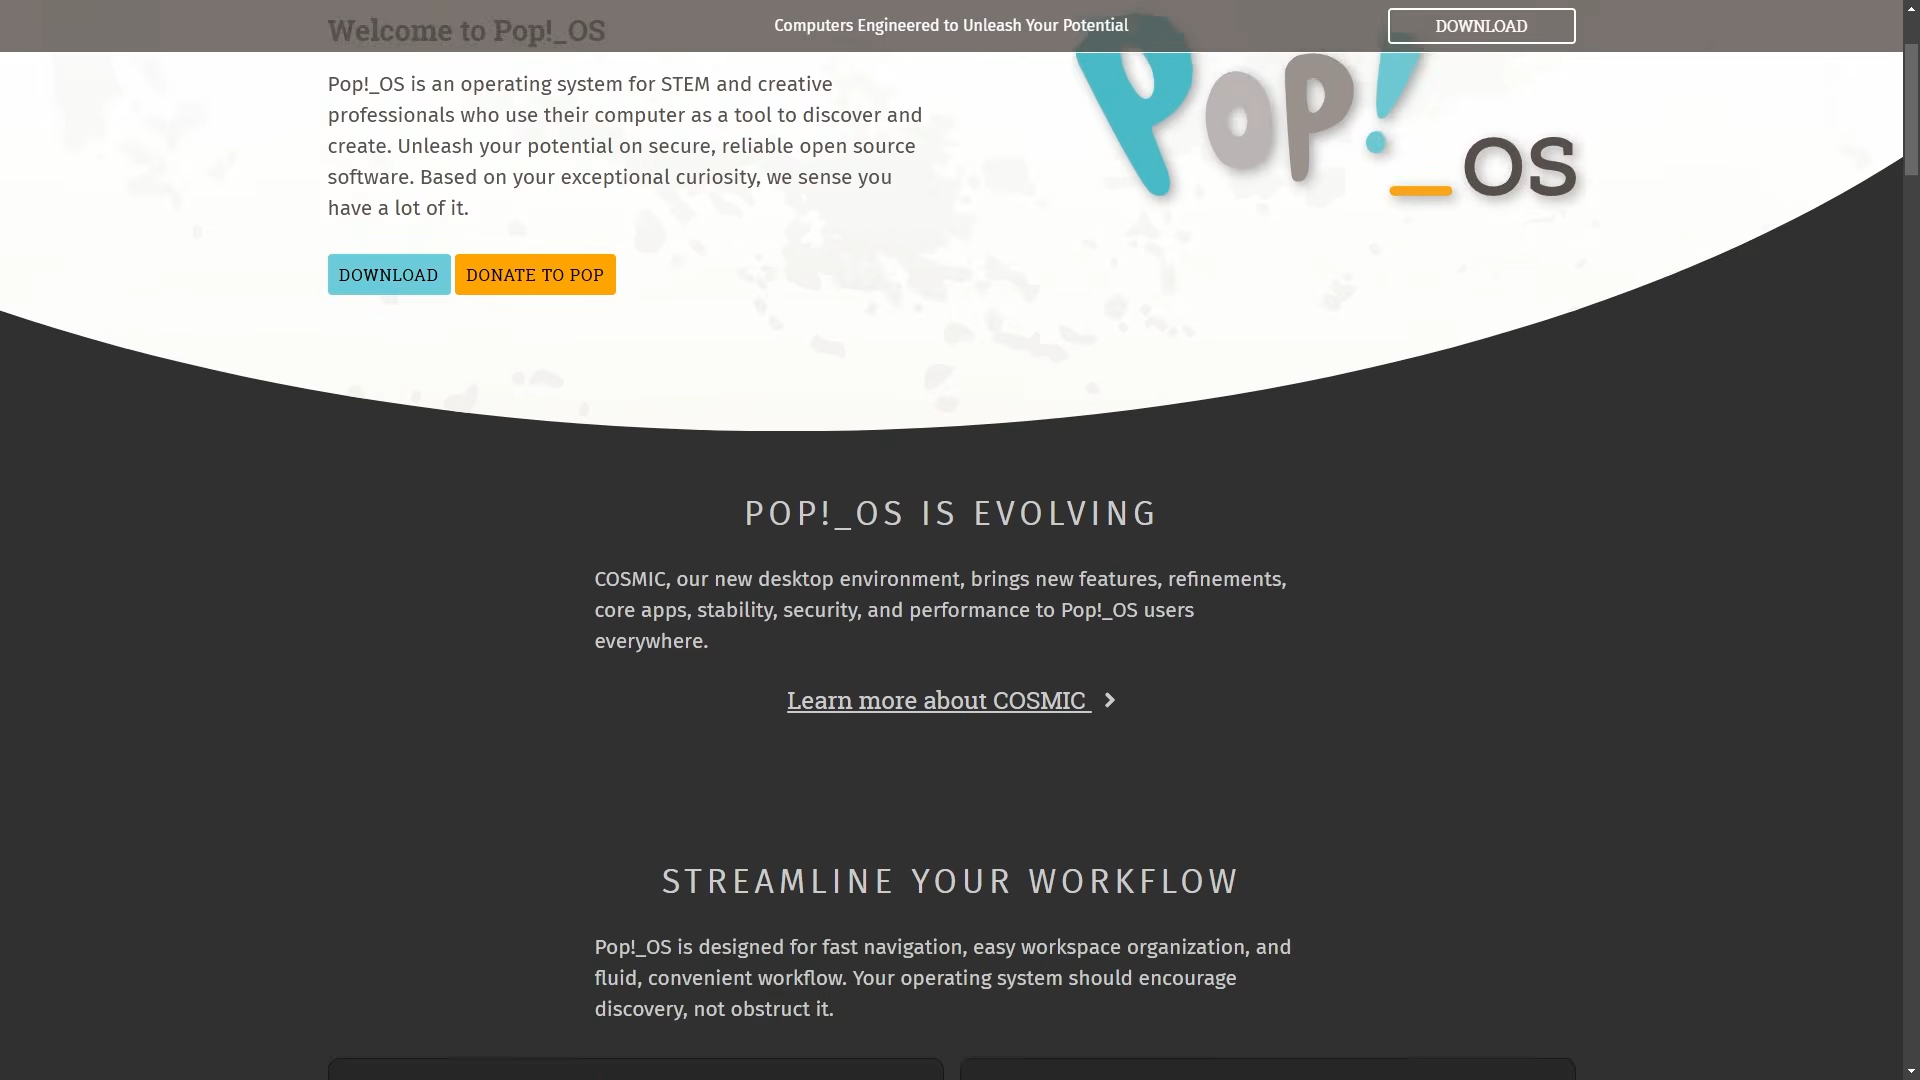 Welcome to Pop!_OS
Computers Engineered to Unleash Your Potential
DOWNLOAD
Pop!_OS is an operating system for STEM and creative
professionals who use their computer as a tool to discover and
create. Unleash your potential on secure, reliable open source
software. Based on your exceptional curiosity, we sense you
have a lot of it.
Pop!_OS
DOWNLOAD
DONATE TO POP
POP!_OS IS EVOLVING
COSMIC, our new desktop environment, brings new features, refinements,
core apps, stability, security, and performance to Pop!_OS users
everywhere.
Learn more about COSMIC
STREAMLINE YOUR WORKFLOW
Pop!_OS is designed for fast navigation, easy workspace organization, and
fluid, convenient workflow. Your operating system should encourage
discovery, not obstruct it.